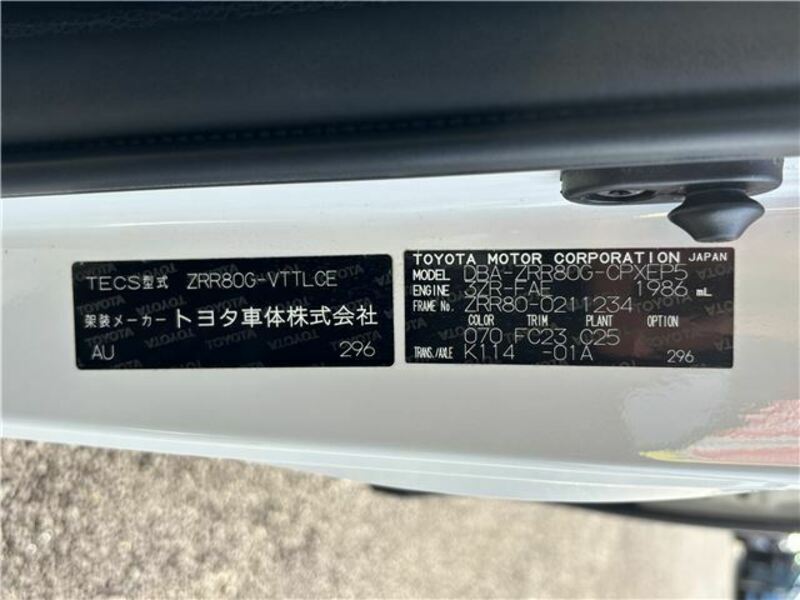 TECS型式 ZRR80G-VTTLCE
架装メーカー トヨタ車体株式会社
AU 296
TOYOTA MOTOR CORPORATION JAPAN
MODEL DBA-ZRR80G-CPXEP5
ENGINE 3ZR-FAE 1986 mL
FRAME No. ZRR80-0211234
COLOR TRIM PLANT OPTION
070 FC23 C25
TRANS./AXLE K114 -01A 296